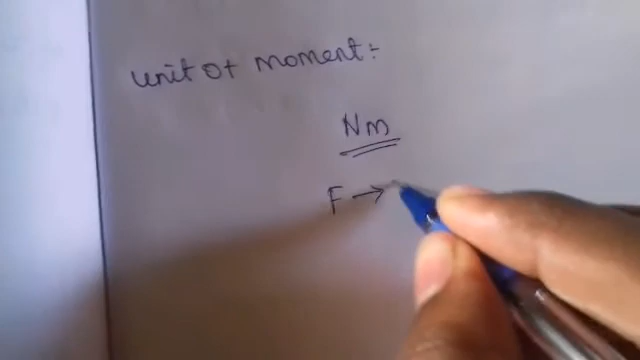 unit of moment :-
Nm
F →